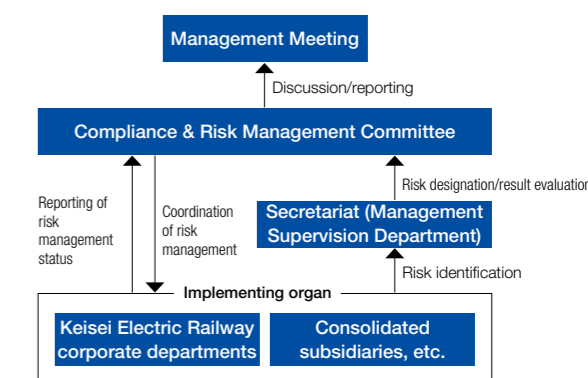 Management Meeting
Discussion/reporting
Compliance & Risk Management Committee
Reporting of
risk
management
status
Coordination
of risk
management
Risk designation/result evaluation
Secretariat (Management
Supervision Department)
Risk identification
Implementing organ
Keisei Electric Railway
corporate departments
Consolidated
subsidiaries, etc.